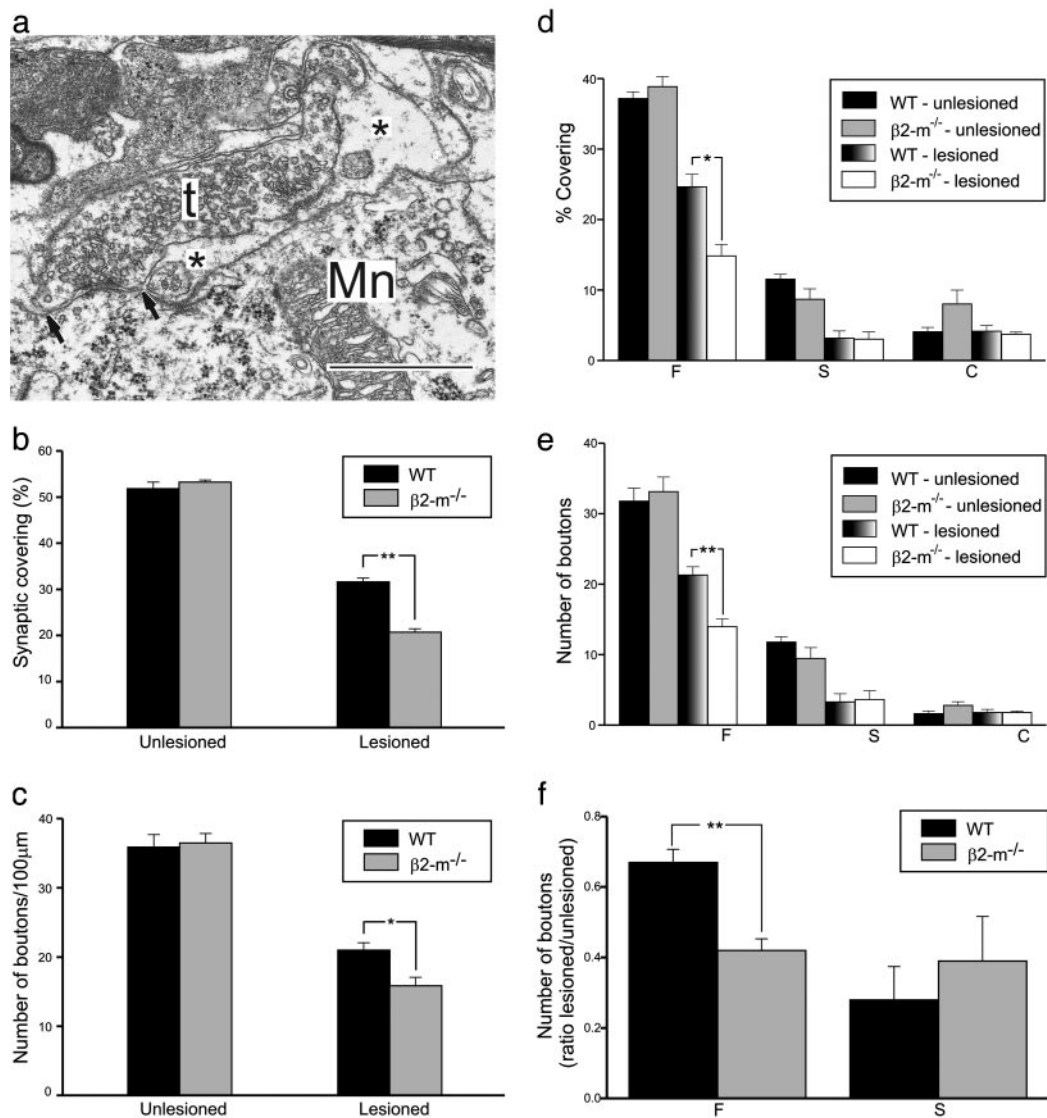 a
*
t
*
Mn
b
Synaptic covering (%)
60
50
40
30
20
10
0
WT
β2-m-/-
**
Unlesioned
Lesioned
c
Number of boutons/100µm
40
30
20
10
0
WT
β2-m-/-
*
Unlesioned
Lesioned
d
% Covering
40
30
20
10
0
WT - unlesioned
β2-m-/- - unlesioned
WT - lesioned
β2-m-/- - lesioned
*
F
S
C
e
Number of boutons
40
30
20
10
0
WT - unlesioned
β2-m-/- - unlesioned
WT - lesioned
β2-m-/- - lesioned
**
F
S
C
f
Number of boutons
(ratio lesioned/unlesioned)
0.8
0.6
0.4
0.2
0.0
WT
β2-m-/-
**
F
S